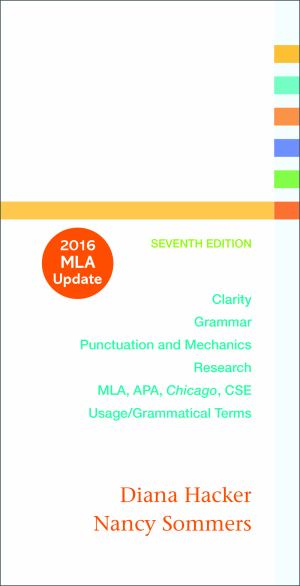 2016
MLA
Update
SEVENTH EDITION
Clarity
Grammar
Punctuation and Mechanics
Research
MLA, APA, Chicago, CSE
Usage/Grammatical Terms
Diana Hacker
Nancy Sommers